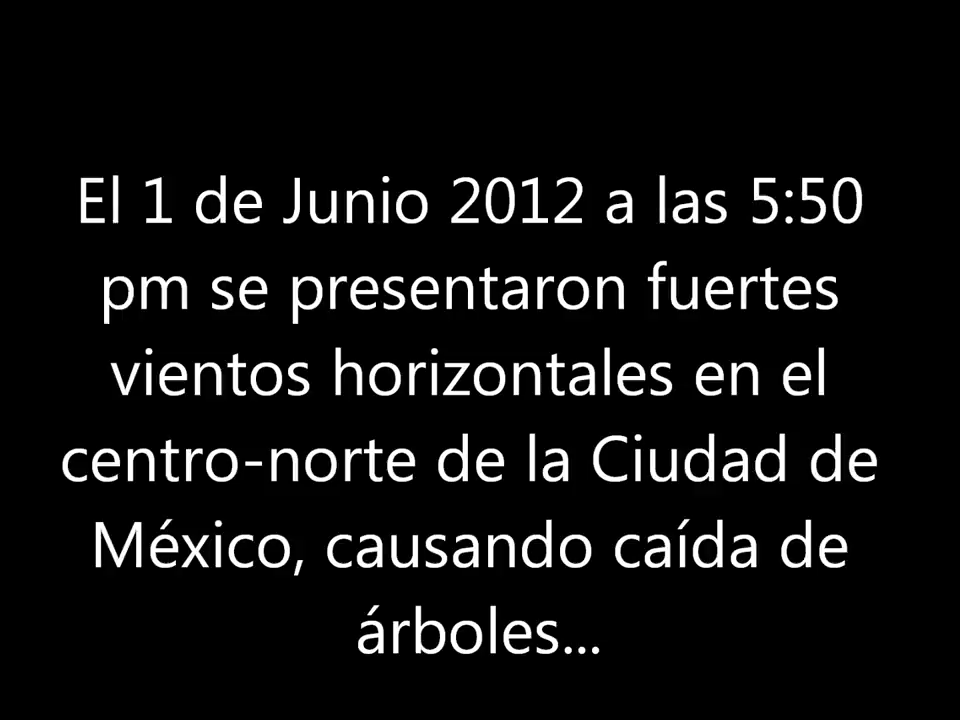 El 1 de Junio 2012 a las 5:50
pm se presentaron fuertes
vientos horizontales en el
centro-norte de la Ciudad de
México, causando caída de
árboles...